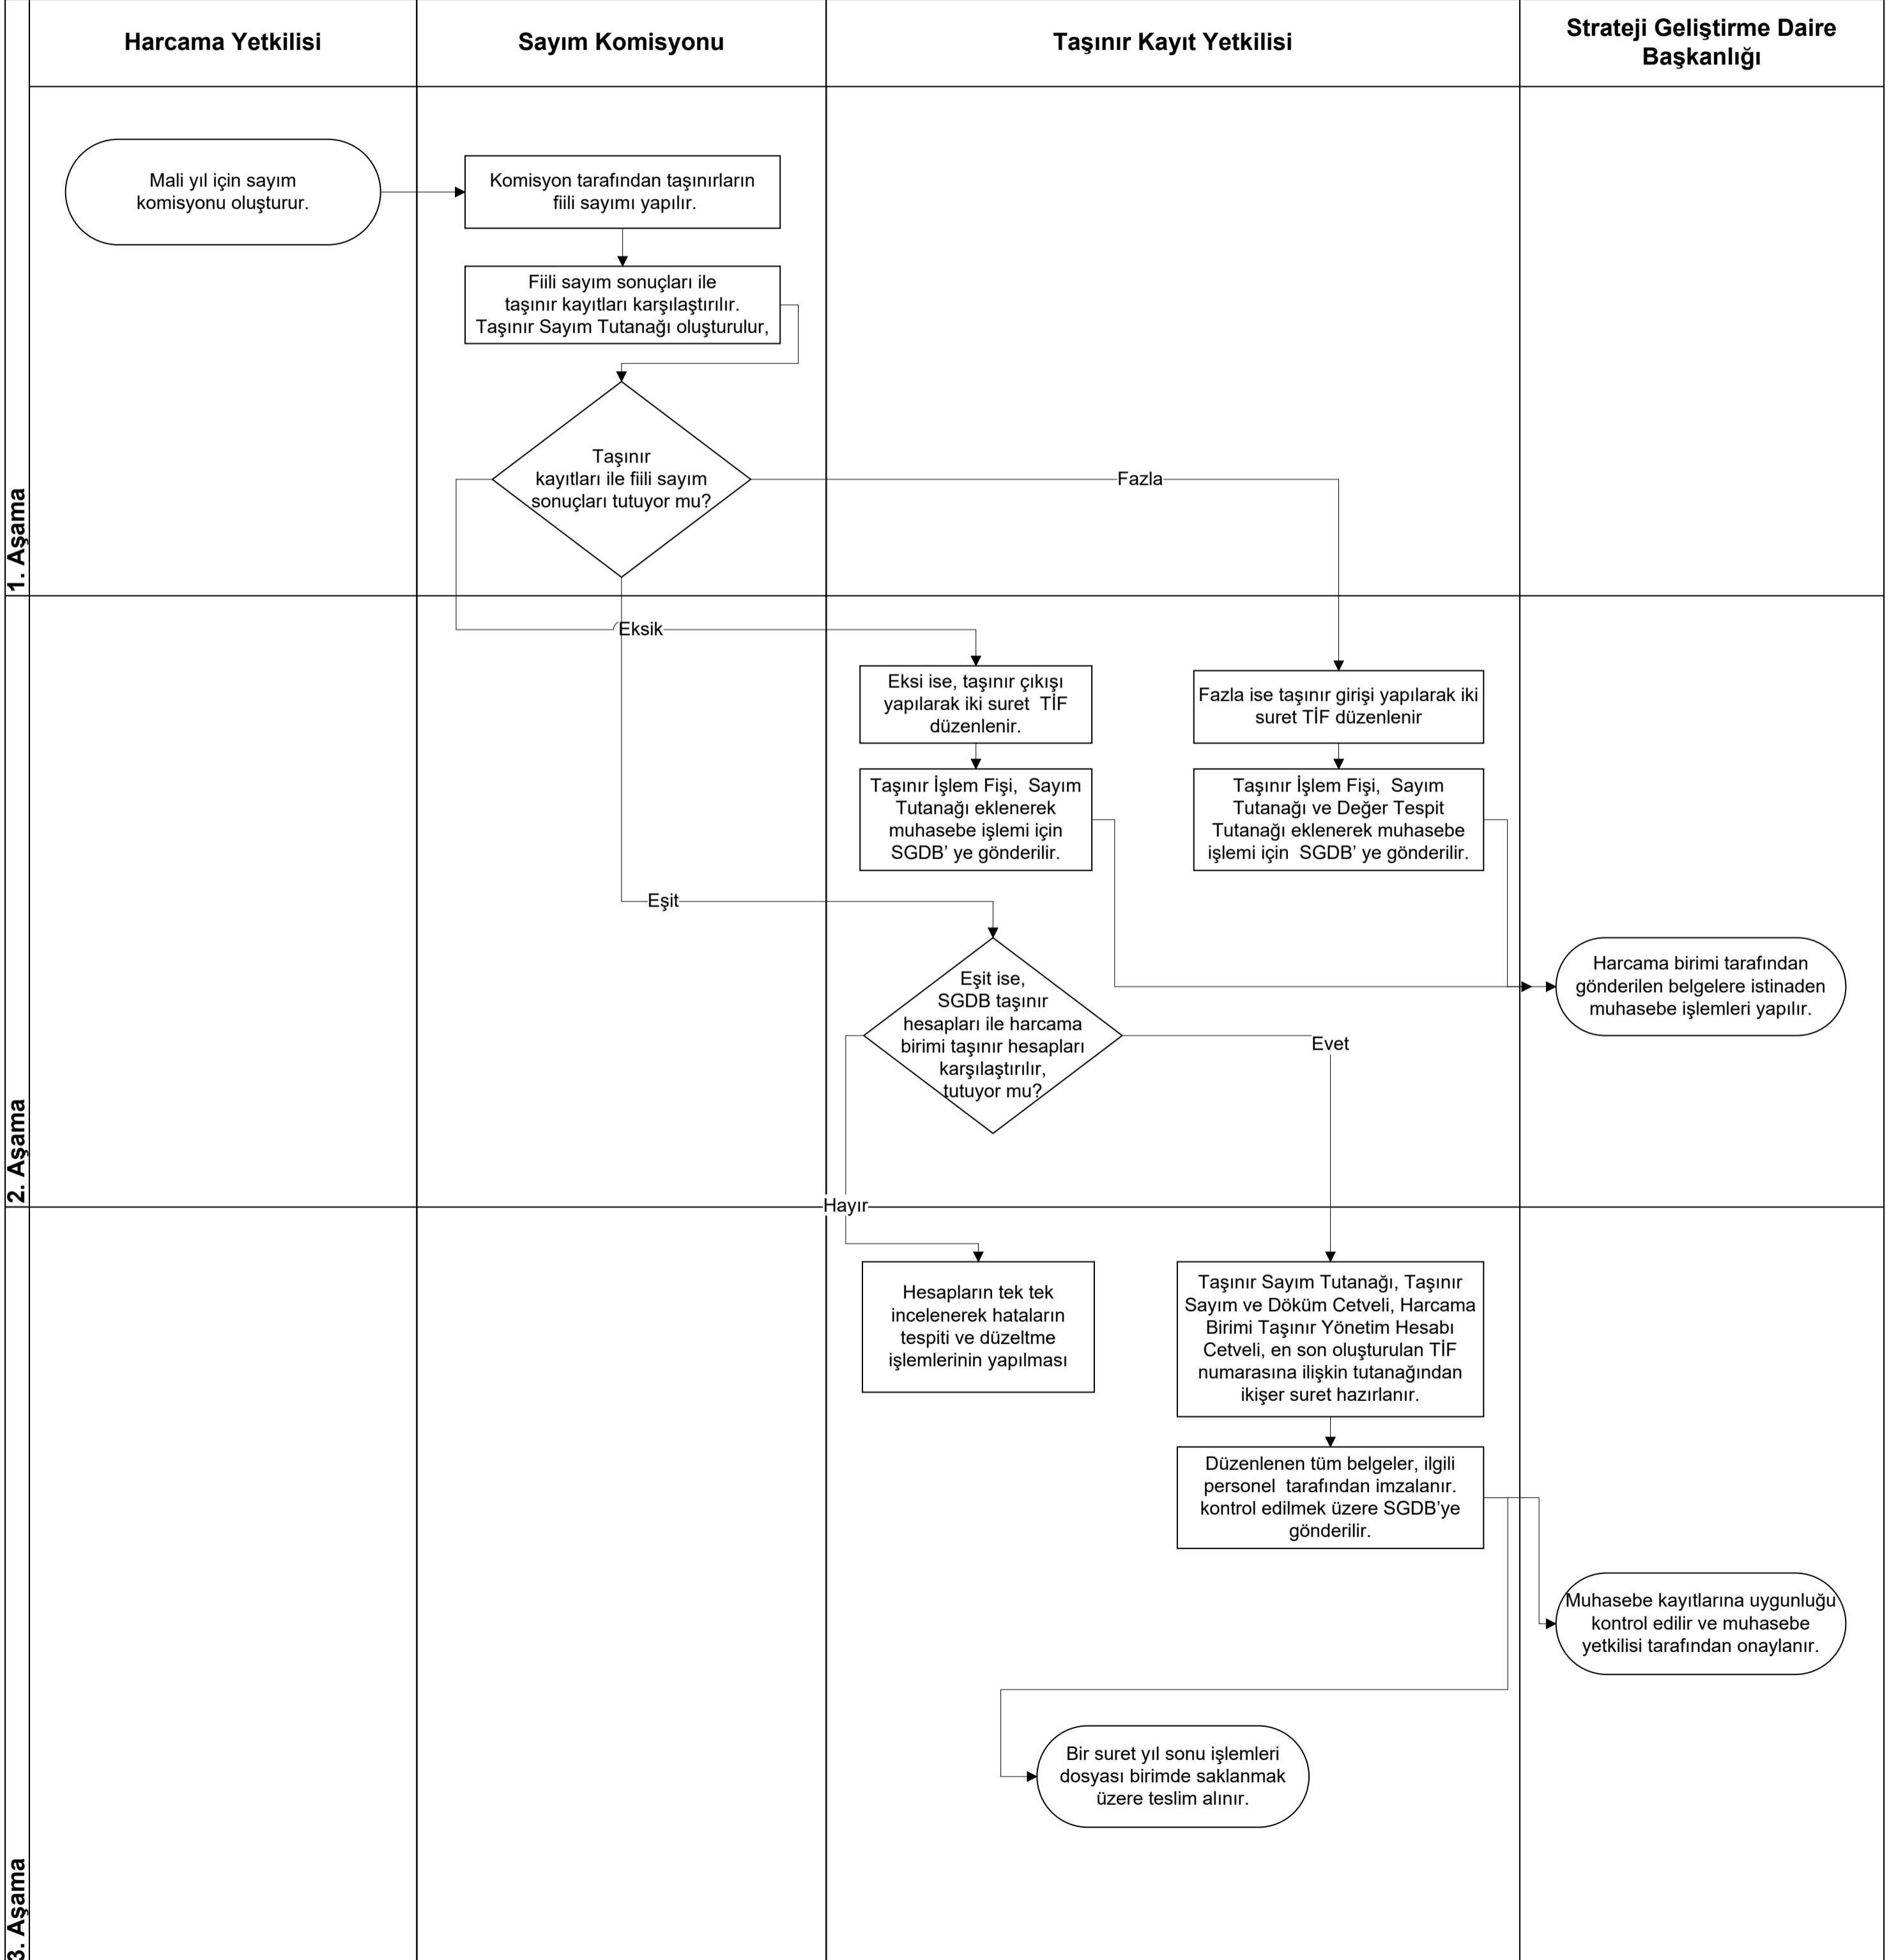 Harcama Yetkilisi
Sayım Komisyonu
Taşınır Kayıt Yetkilisi
Strateji Geliştirme Daire
Başkanlığı
1. Aşama
Mali yıl için sayım
komisyonu oluşturur.
Komisyon tarafından taşınırların
fiili sayımı yapılır.
Fiili sayım sonuçları ile
taşınır kayıtları karşılaştırılır.
Taşınır Sayım Tutanağı oluşturulur,
Taşınır
kayıtları ile fiili sayım
sonuçları tutuyor mu?
Fazla
2. Aşama
Eksik
Eksi ise, taşınır çıkışı
yapılarak iki suret  TİF
düzenlenir.
Fazla ise taşınır girişi yapılarak iki
suret TİF düzenlenir
Taşınır İşlem Fişi,  Sayım
Tutanağı eklenerek
muhasebe işlemi için
SGDB’ ye gönderilir.
Taşınır İşlem Fişi,  Sayım
Tutanağı ve Değer Tespit
Tutanağı eklenerek muhasebe
işlemi için  SGDB’ ye gönderilir.
Eşit
Eşit ise,
SGDB taşınır
hesapları ile harcama
birimi taşınır hesapları
karşılaştırılır,
tutuyor mu?
Evet
Harcama birimi tarafından
gönderilen belgelere istinaden
muhasebe işlemleri yapılır.
Hayır
3. Aşama
Hesapların tek tek
incelenerek hataların
tespiti ve düzeltme
işlemlerinin yapılması
Taşınır Sayım Tutanağı, Taşınır
Sayım ve Döküm Cetveli, Harcama
Birimi Taşınır Yönetim Hesabı
Cetveli, en son oluşturulan TİF
numarasına ilişkin tutanağından
ikişer suret hazırlanır.
Düzenlenen tüm belgeler, ilgili
personel  tarafından imzalanır.
kontrol edilmek üzere SGDB’ye
gönderilir.
Muhasebe kayıtlarına uygunluğu
kontrol edilir ve muhasebe
yetkilisi tarafından onaylanır.
Bir suret yıl sonu işlemleri
dosyası birimde saklanmak
üzere teslim alınır.